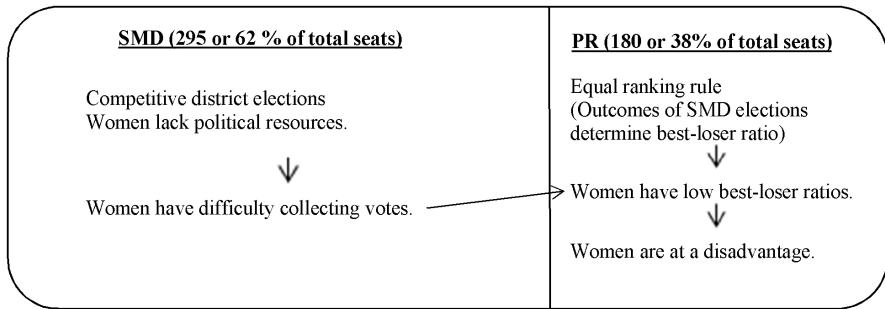 SMD (295 or 62 % of total seats)
Competitive district elections
Women lack political resources.
Women have difficulty collecting votes.
PR (180 or 38% of total seats)
Equal ranking rule
(Outcomes of SMD elections
determine best-loser ratio)
Women have low best-loser ratios.
Women are at a disadvantage.